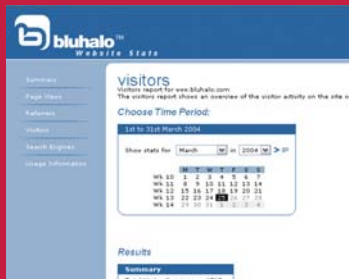 bluhalo™
Website Stats
Summary
Page Views
Referrals
Visitors
Search Engines
Usage Information
visitors
Visitors report for www.bluhalo.com
The visitors report shows an overview of the visitor activity on the site o
Choose Time Period:
1st to 31st March 2004
Show stats for March in 2004 >
M T W T F S S
Wk 10 1 2 3 4 5 6 7
Wk 11 8 9 10 11 12 13 14
Wk 12 15 16 17 18 19 20 21
Wk 13 22 23 24 25 26 27 28
Wk 14 29 30 31 1 2 3 4
Results
Summary